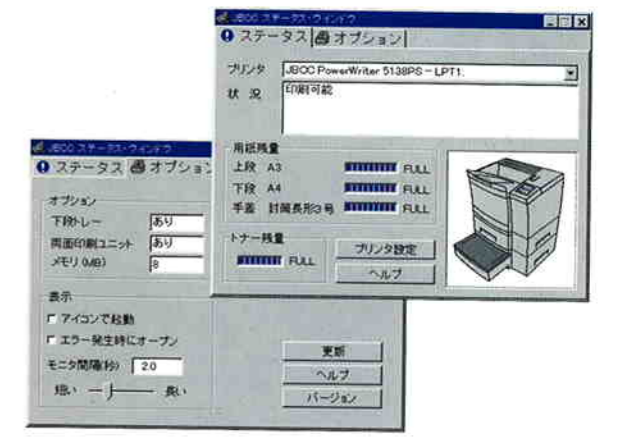 JBCC ステータス・ウインドウ
ステータス オプション
プリンタ JBCC PowerWriter 5138PS - LPT1:
状 況 印刷可能
用紙残量
上段 A3 FULL
下段 A4 FULL
手差 封筒長形3号 FULL
トナー残量
FULL
プリンタ設定
ヘルプ
JBCC ステータス・ウインドウ
ステータス オプション
オプション
下段トレー あり
両面印刷ユニット あり
メモリ(MB) 8
表示
アイコンで起動
エラー発生時にオープン
モニタ間隔(秒) 2.0
短い 長い
更新
ヘルプ
バージョン